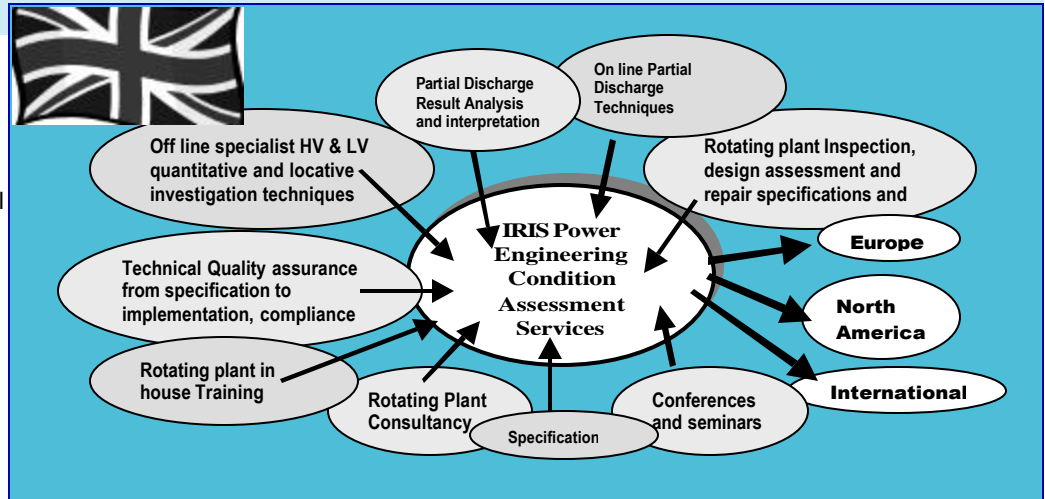 Partial Discharge
Result Analysis
and interpretation
On line Partial
Discharge
Techniques
Off line specialist HV & LV
quantitative and locative
investigation techniques
Rotating plant Inspection,
design assessment and
repair specifications and
IRIS Power
Engineering
Condition
Assessment
Services
Europe
Technical Quality assurance
from specification to
implementation, compliance
North
America
Rotating plant in
house Training
Rotating Plant
Consultancy
Specification
Conferences
and seminars
International